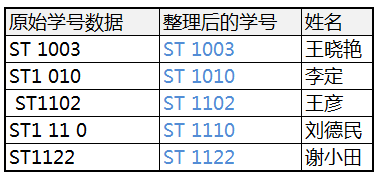 原始学号数据 整理后的学号 姓名
ST 1003 ST 1003 王晓艳
ST1 010 ST 1010 李定
 ST1102 ST 1102 王彦
ST1 11 0 ST 1110 刘德民
ST1122 ST 1122 谢小田